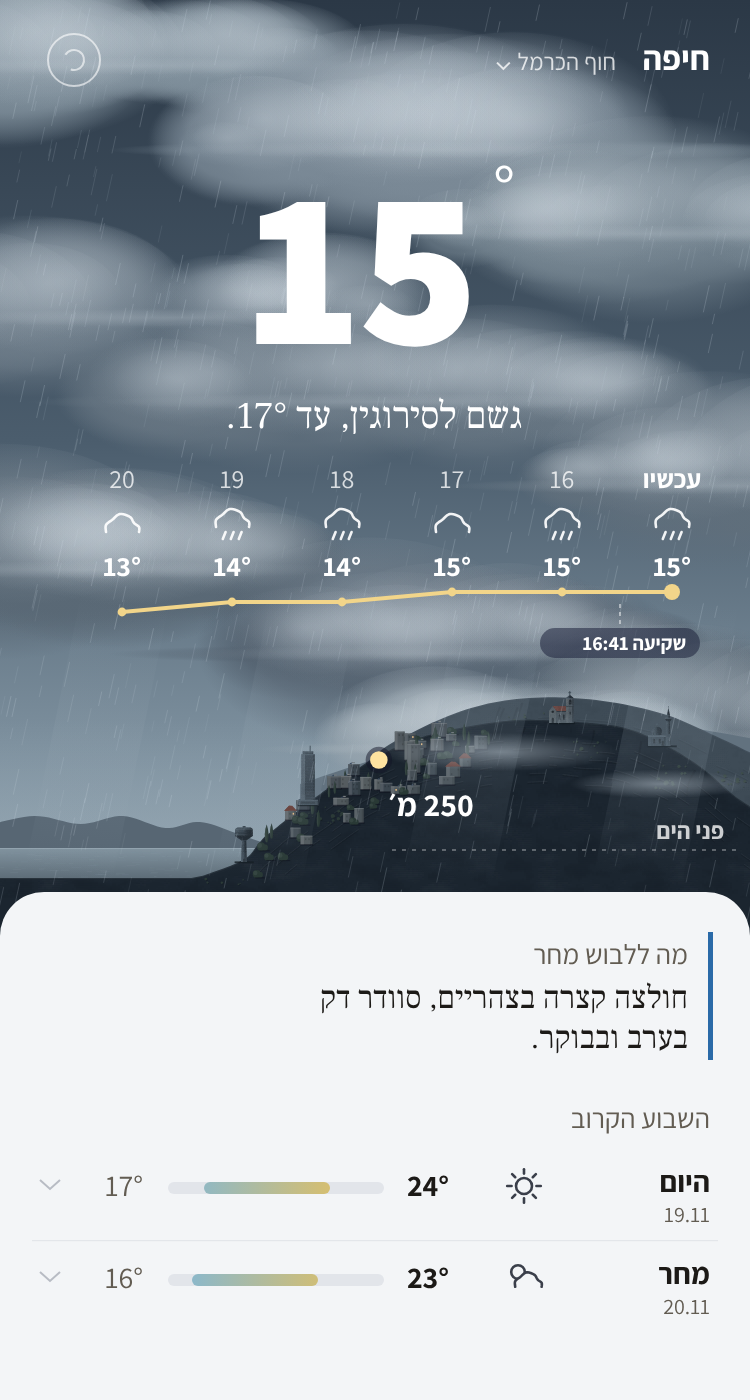 חיפה
חוף הכרמל
15°
גשם לסירוגין, עד 17°.
עכשיו 16 17 18 19 20
15° 15° 15° 14° 14° 13°
שקיעה 16:41
250 מ׳
פני הים
מה ללבוש מחר
חולצה קצרה בצהריים, סוודר דק
בערב ובבוקר.
השבוע הקרוב
היום 24° 17°
19.11
מחר 23° 16°
20.11